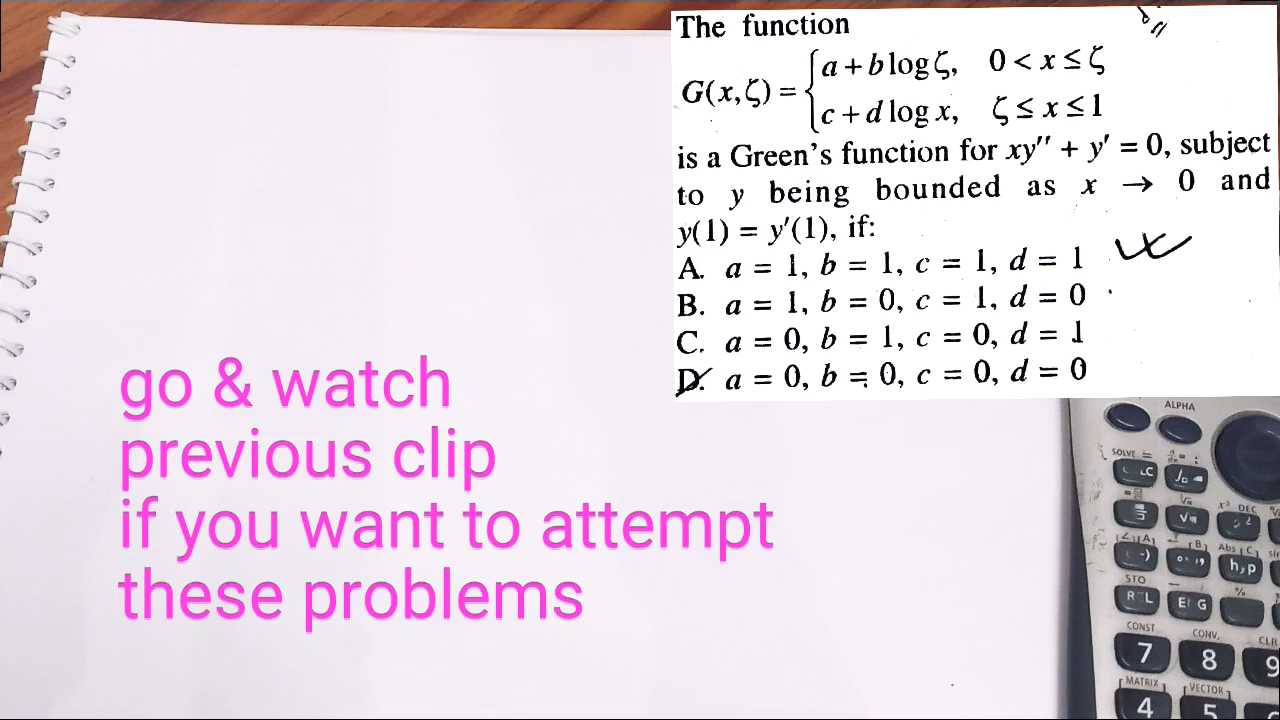 The function
G(x,ζ) = { a + b log ζ, 0 < x ≤ ζ
c + d log x, ζ ≤ x ≤ 1
is a Green's function for xy″ + y′ = 0, subject
to y being bounded as x → 0 and
y(1) = y′(1), if:
A. a = 1, b = 1, c = 1, d = 1
B. a = 1, b = 0, c = 1, d = 0
C. a = 0, b = 1, c = 0, d = 1
D. a = 0, b = 0, c = 0, d = 0
go & watch
previous clip
if you want to attempt
these problems
ALPHA
SOLVE =
STO
CONST CONV.
7 8 9
MATRIX VECTOR
4 5